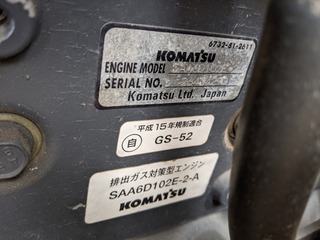 6732-81-2611
KOMATSU
ENGINE MODEL
SERIAL NO.
Komatsu Ltd. Japan
平成15年規制適合
自 GS-52
排出ガス対策型エンジン
SAA6D102E-2-A
KOMATSU